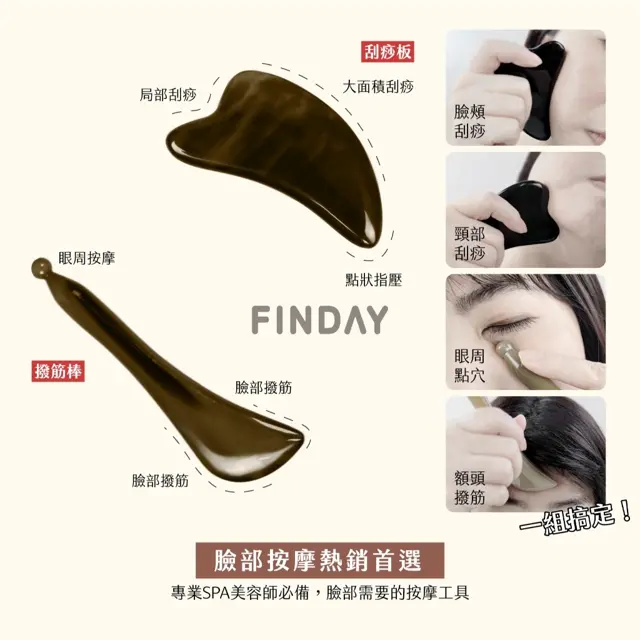 刮痧板
局部刮痧
大面積刮痧
臉頰
刮痧
頸部
刮痧
眼周按摩
點狀指壓
FINDAY
撥筋棒
臉部撥筋
臉部撥筋
眼周
點穴
額頭
撥筋
一組搞定！
臉部按摩熱銷首選
專業SPA美容師必備，臉部需要的按摩工具